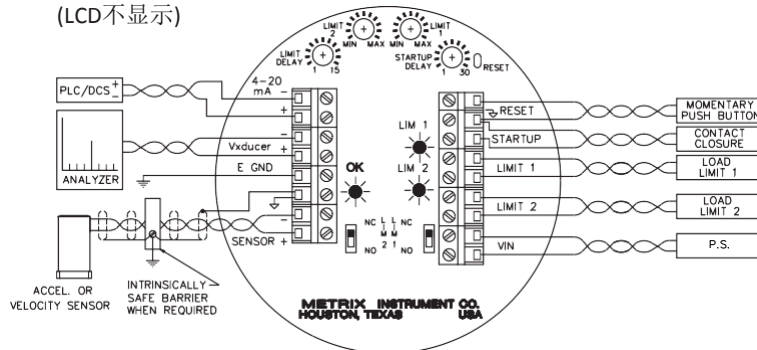 (LCD不显示)
LIMIT 2
MIN MAX
LIMIT 1
MIN MAX
LIMIT DELAY
1 15
STARTUP DELAY
1 30
RESET
PLC/DCS
+
-
4-20 mA
-
+
ANALYZER
Vxducer
-
+
E GND
OK
SENSOR
-
+
ACCEL. OR
VELOCITY SENSOR
INTRINSICALLY
SAFE BARRIER
WHEN REQUIRED
LIM 1
LIM 2
NC
NO
L
M
2
L
M
1
NC
NO
RESET
STARTUP
LIMIT 1
LIMIT 2
VIN
MOMENTARY
PUSH BUTTON
CONTACT
CLOSURE
LOAD
LIMIT 1
LOAD
LIMIT 2
P.S.
METRIX INSTRUMENT CO.
HOUSTON, TEXAS USA